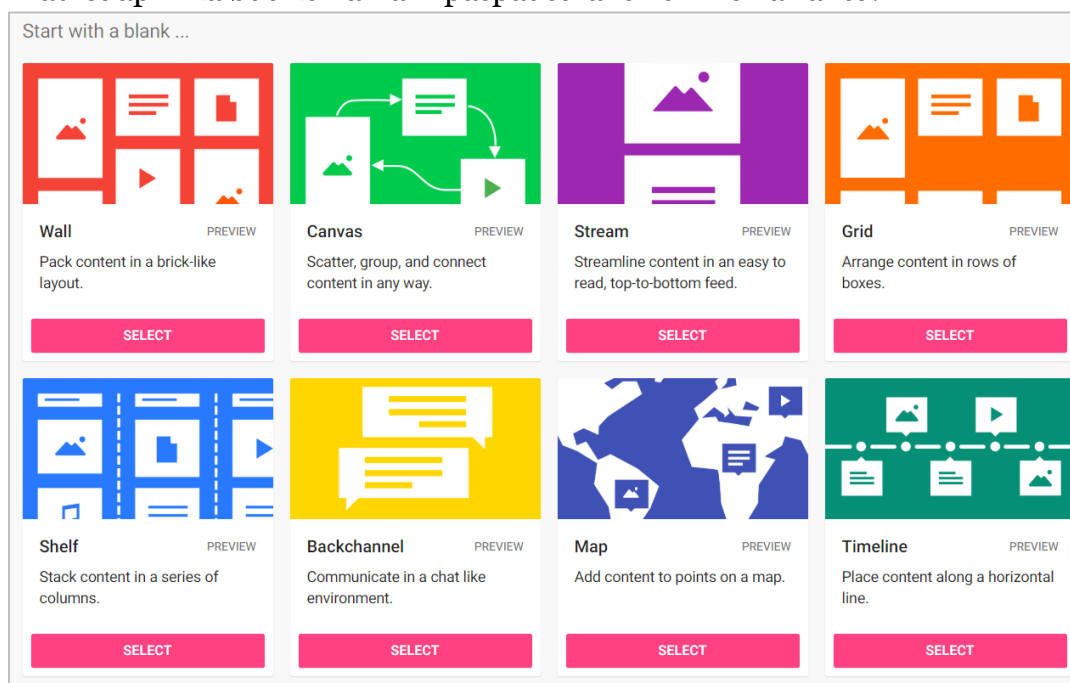 Start with a blank ...
Wall PREVIEW
Pack content in a brick-like
layout.
SELECT
Canvas PREVIEW
Scatter, group, and connect
content in any way.
SELECT
Stream PREVIEW
Streamline content in an easy to
read, top-to-bottom feed.
SELECT
Grid PREVIEW
Arrange content in rows of
boxes.
SELECT
Shelf PREVIEW
Stack content in a series of
columns.
SELECT
Backchannel PREVIEW
Communicate in a chat like
environment.
SELECT
Map PREVIEW
Add content to points on a map.
SELECT
Timeline PREVIEW
Place content along a horizontal
line.
SELECT